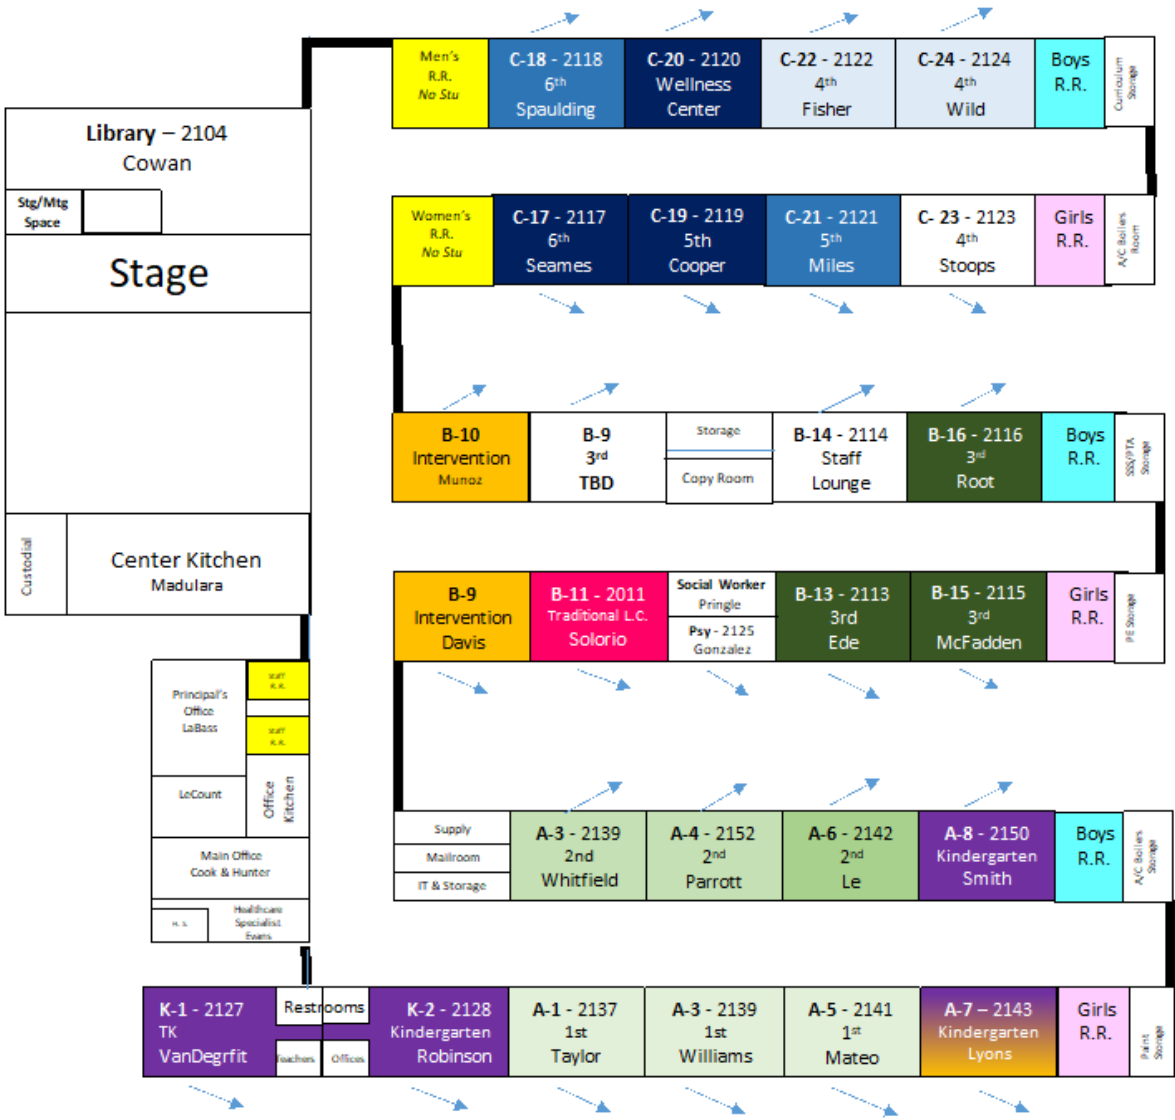 Men's
R.R.
No Stu
C-18 - 2118
6th
Spaulding
C-20 - 2120
Wellness
Center
C-22 - 2122
4th
Fisher
C-24 - 2124
4th
Wild
Boys
R.R.
Curriculum
Storage
Library – 2104
Cowan
Stg/Mtg
Space
Stage
Women's
R.R.
No Stu
C-17 - 2117
6th
Seames
C-19 - 2119
5th
Cooper
C-21 - 2121
5th
Miles
C- 23 - 2123
4th
Stoops
Girls
R.R.
A/C Boilers
Room
B-10
Intervention
Munoz
B-9
3rd
TBD
Storage
Copy Room
B-14 - 2114
Staff
Lounge
B-16 - 2116
3rd
Root
Boys
R.R.
SSS/PTA
Storage
Custodial
Center Kitchen
Madulara
B-9
Intervention
Davis
B-11 - 2011
Traditional L.C.
Solorio
Social Worker
Pringle
Psy - 2125
Gonzalez
B-13 - 2113
3rd
Ede
B-15 - 2115
3rd
McFadden
Girls
R.R.
PE Storage
Principal's
Office
LaBass
Staff
R.R.
Staff
R.R.
LeCount
Office
Kitchen
Main Office
Cook & Hunter
H. S.
Healthcare
Specialist
Evans
Supply
Mailroom
IT & Storage
A-3 - 2139
2nd
Whitfield
A-4 - 2152
2nd
Parrott
A-6 - 2142
2nd
Le
A-8 - 2150
Kindergarten
Smith
Boys
R.R.
A/C Boilers
Storage
K-1 - 2127
TK
VanDegrfit
Restrooms
Teachers
Offices
K-2 - 2128
Kindergarten
Robinson
A-1 - 2137
1st
Taylor
A-3 - 2139
1st
Williams
A-5 - 2141
1st
Mateo
A-7 – 2143
Kindergarten
Lyons
Girls
R.R.
Paint
Storage